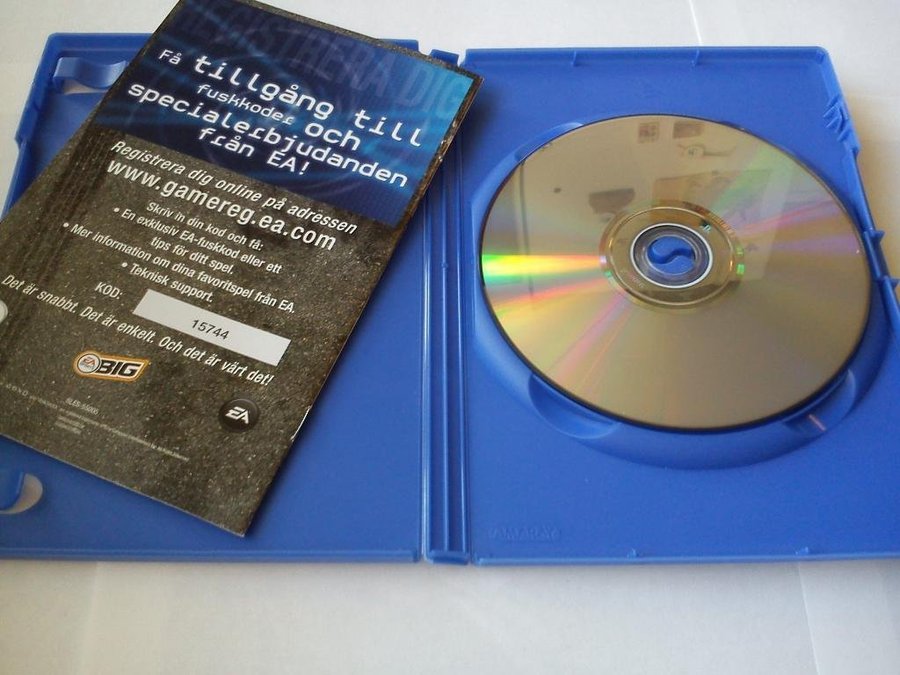 REGISTRERA DIG
Få tillgång till
fuskkoder och
specialerbjudanden
från EA!
Registrera dig online på adressen
www.gamereg.ea.com
Skriv in din kod och få:
• En exklusiv EA-fuskkod eller ett
tips för ditt spel.
• Mer information om dina favoritspel från EA.
• Teknisk support.
KOD: 15744
Det är snabbt. Det är enkelt. Och det är värt det!
EA
BIG
EA